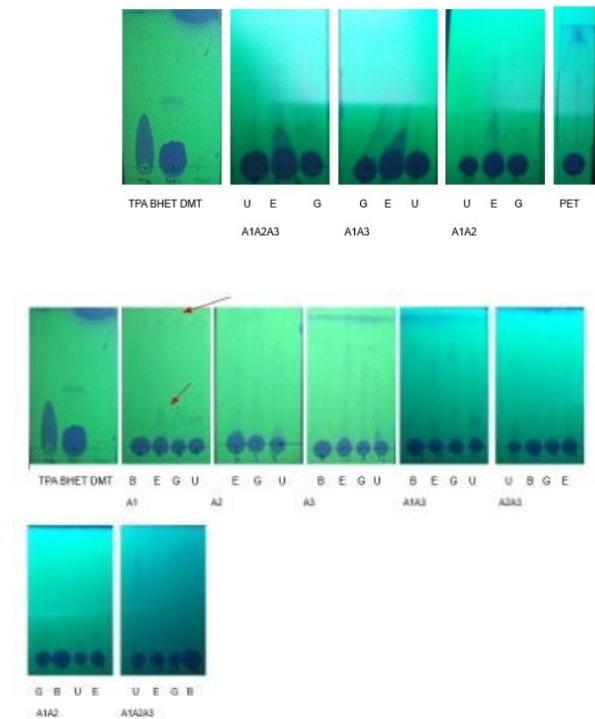 TPA BHET DMT U E G G E U U E G PET
A1A2A3 A1A3 A1A2
TPA BHET DMT B E G U E G U B E G U B E G U U B G E
A1 A2 A3 A1A3 A2A3
G B U E U E G B
A1A2 A1A2A3